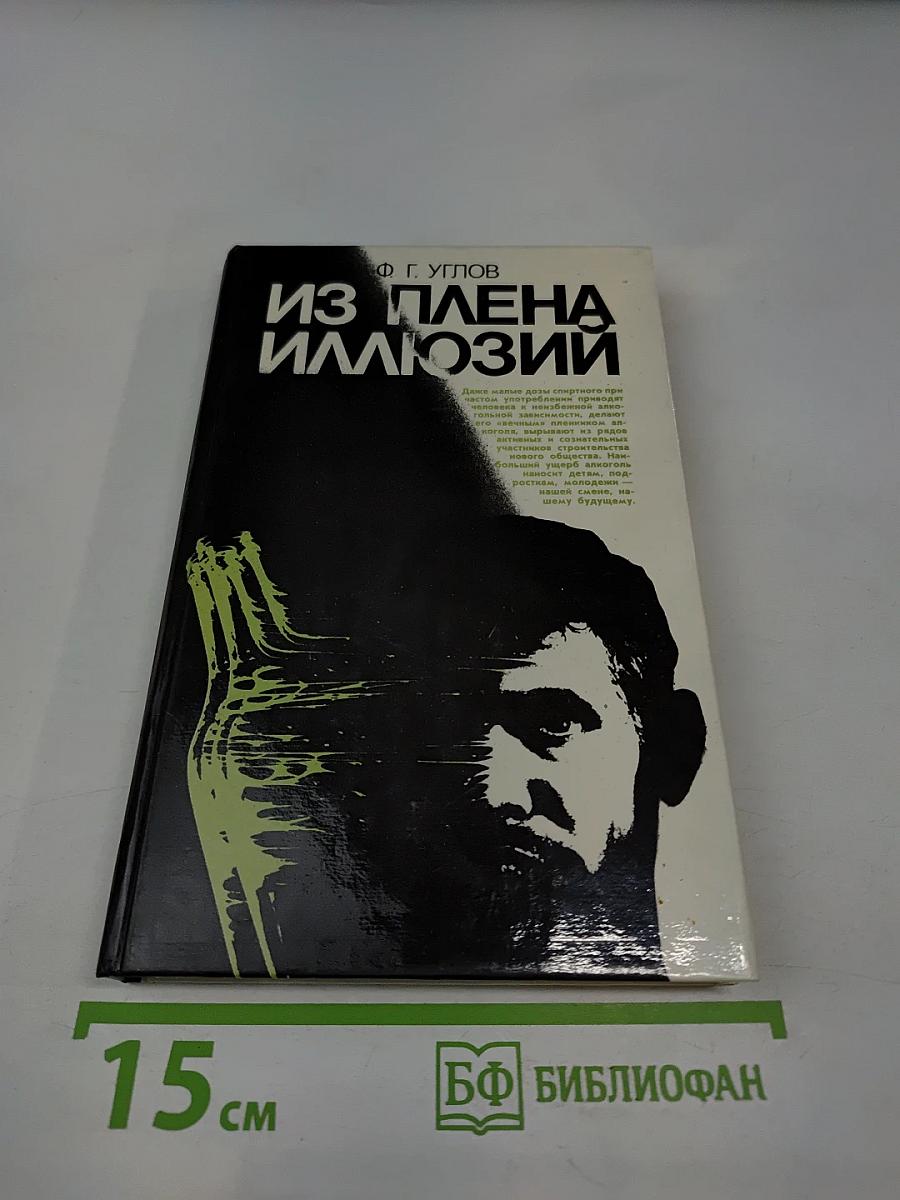 Ф. Г. УГЛОВ
ИЗ ПЛЕНА
ИЛЛЮЗИЙ
Даже малые дозы спиртного при
частом употреблении приводят
человека к неизбежной алко-
гольной зависимости, делают
его «вечным» пленником ал-
коголя, вырывают из рядов
активных и сознательных
участников строительства
нового общества. Наи-
больший ущерб алкоголь
наносит детям, под-
росткам, молодежи —
нашей смене, на-
шему будущему.
15 см
БФ БИБЛИОФАН